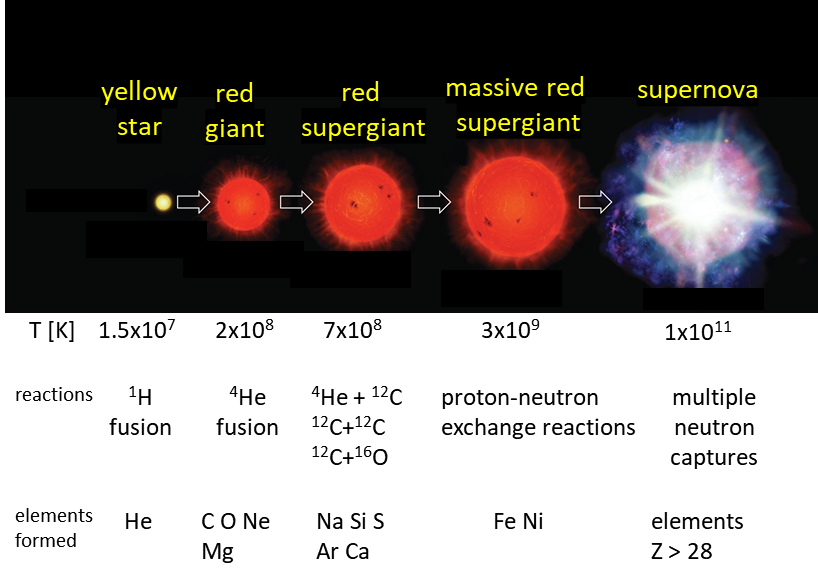 yellow
star
red
giant
red
supergiant
massive red
supergiant
supernova
T [K] 1.5x10⁷ 2x10⁸ 7x10⁸ 3x10⁹ 1x10¹¹
reactions
¹H
fusion
⁴He
fusion
⁴He + ¹²C
¹²C+¹²C
¹²C+¹⁶O
proton-neutron
exchange reactions
multiple
neutron
captures
elements
formed
He
C O Ne
Mg
Na Si S
Ar Ca
Fe Ni
elements
Z > 28